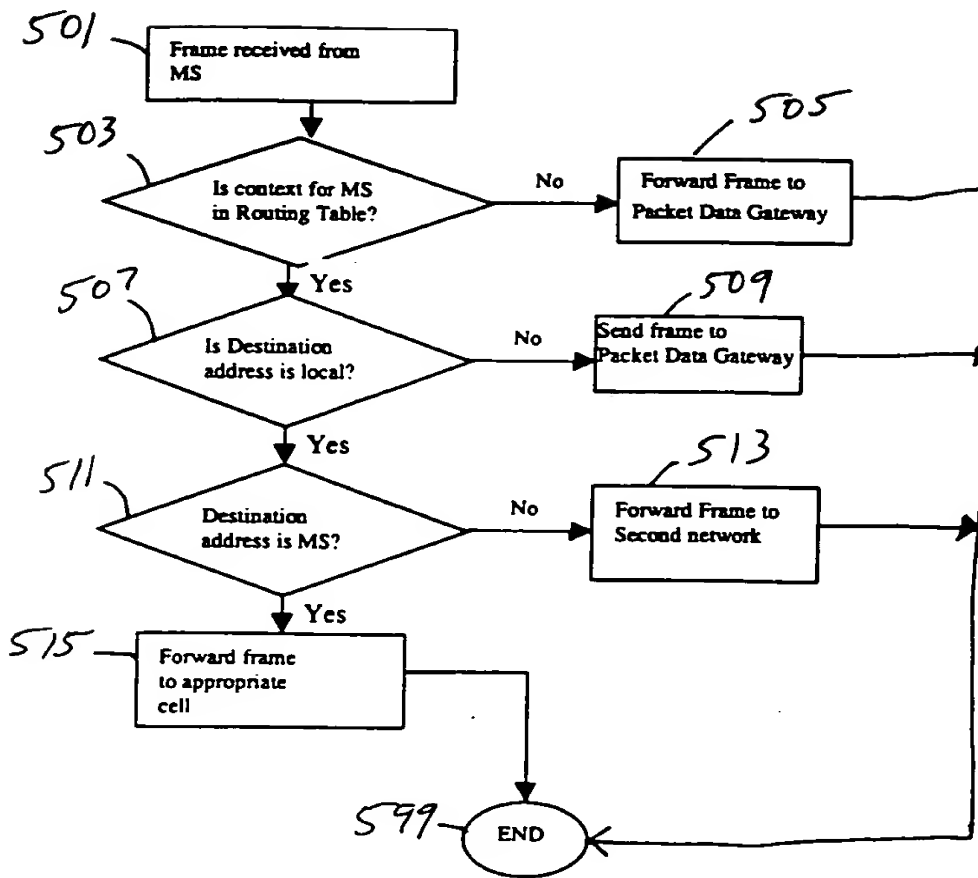 501
Frame received from
MS
503
Is context for MS
in Routing Table?
No
505
Forward Frame to
Packet Data Gateway
Yes
507
Is Destination
address is local?
No
509
Send frame to
Packet Data Gateway
Yes
511
Destination
address is MS?
No
513
Forward Frame to
Second network
Yes
515
Forward frame
to appropriate
cell
599
END